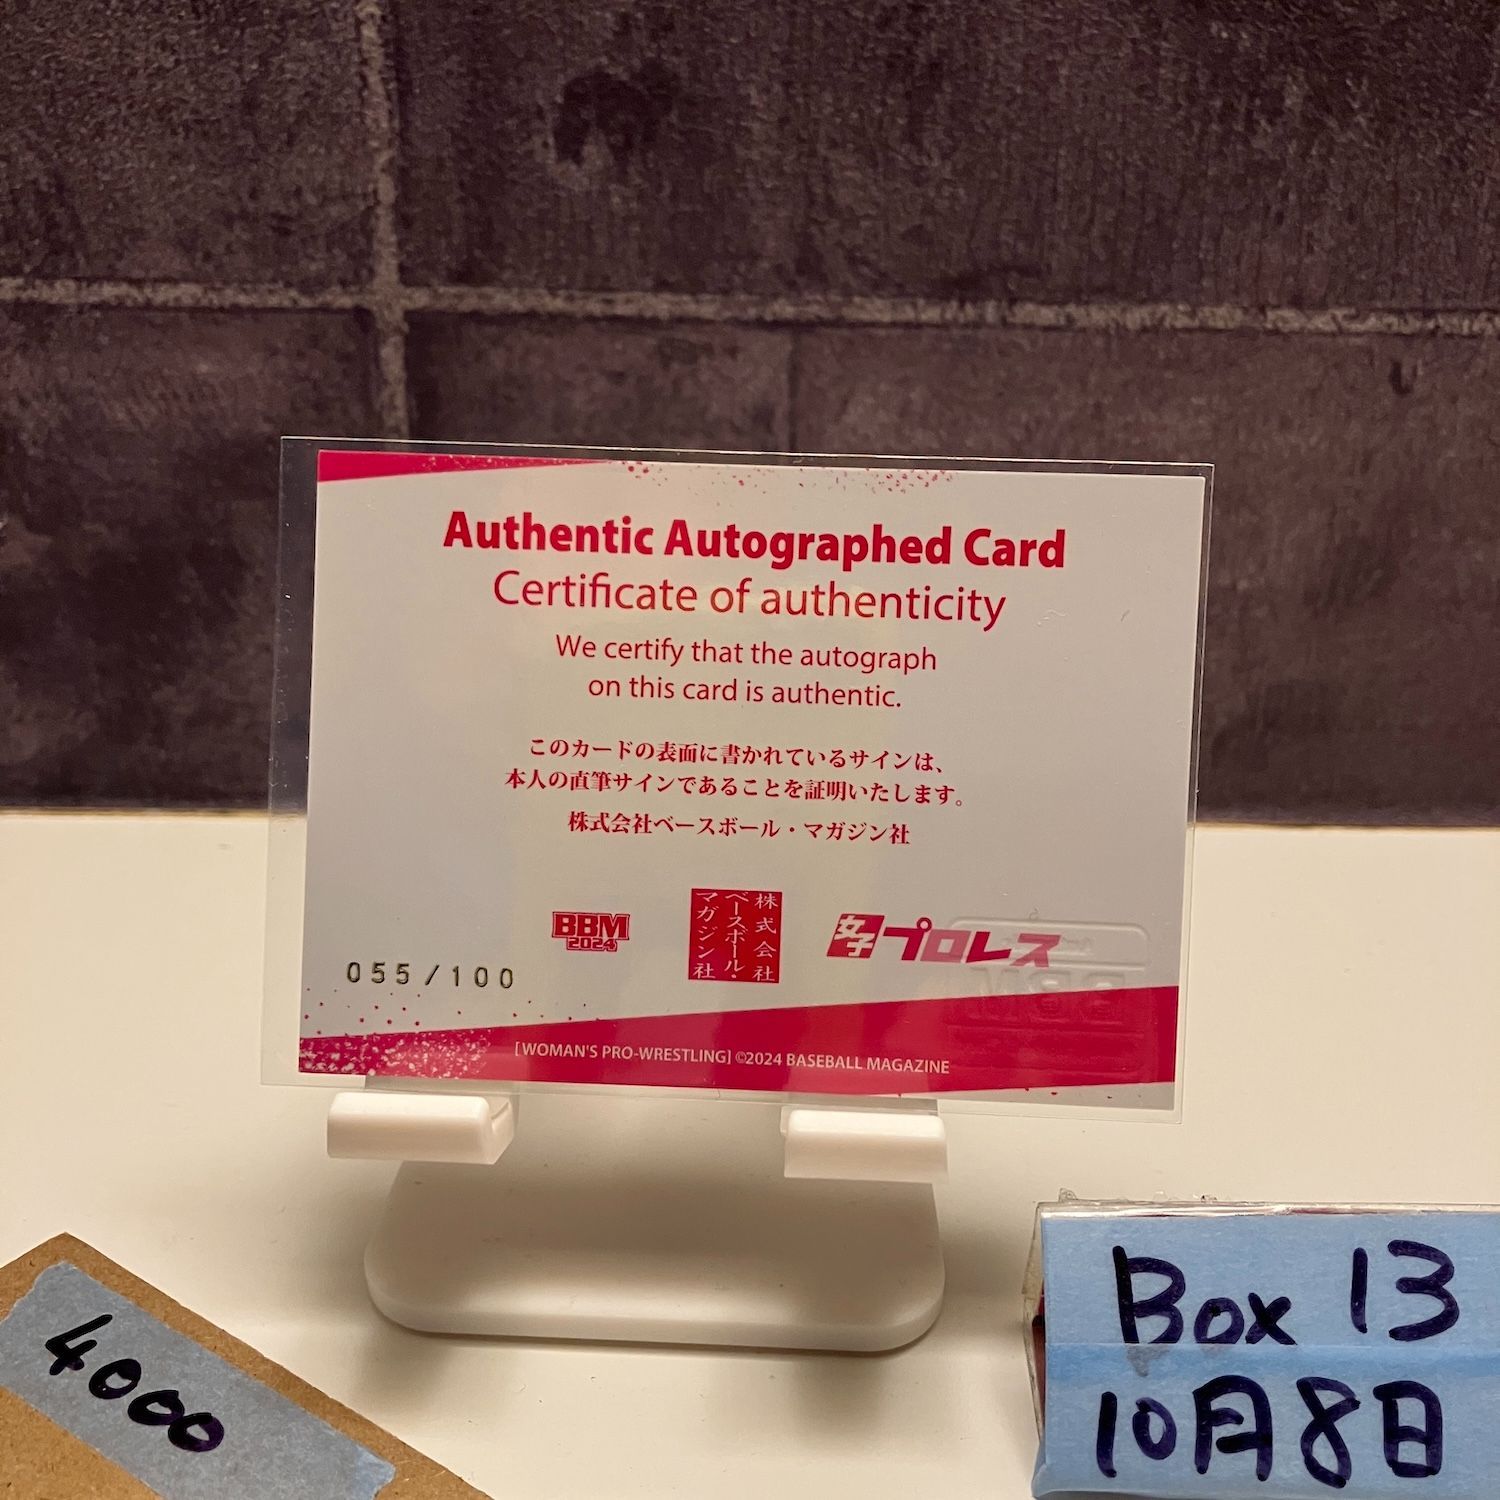 Authentic Autographed Card
Certificate of authenticity
We certify that the autograph
on this card is authentic.
このカードの表面に書かれているサインは、
本人の直筆サインであることを証明いたします。
株式会社ベースボール・マガジン社
BBM
2024
株式会社
ベースボール・
マガジン社
女子プロレス
BBM
055/100
[WOMAN'S PRO-WRESTLING] ©2024 BASEBALL MAGAZINE
4000
Box 13
10月8日